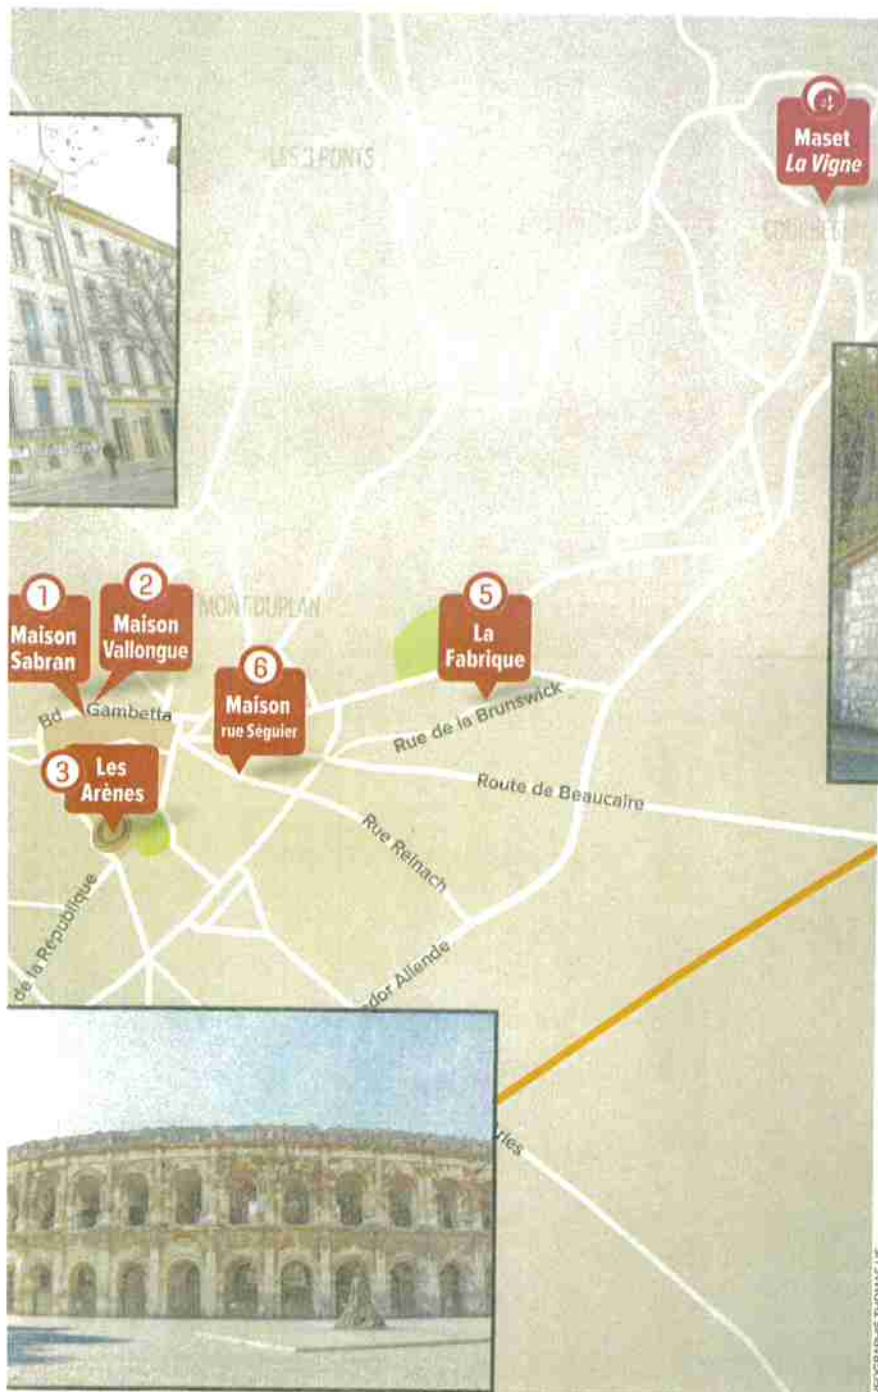 4
Maset
La Vigne
LES 3 PONTS
COURBESSAC
1
Maison
Sabran
2
Maison
Vallongue
MONTDUPLAN
5
La
Fabrique
6
Maison
rue Séguier
Bd Gambetta
Rue de la Brunswick
3
Les
Arènes
Route de Beaucaire
Rue Reinach
de la République
dor Allende
rles